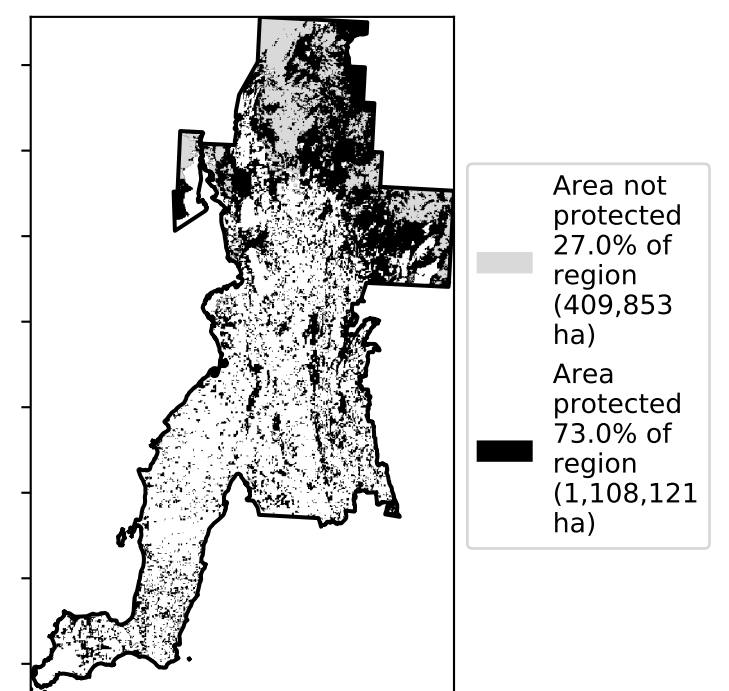 Area not
protected
27.0% of
region
(409,853
ha)
Area
protected
73.0% of
region
(1,108,121
ha)